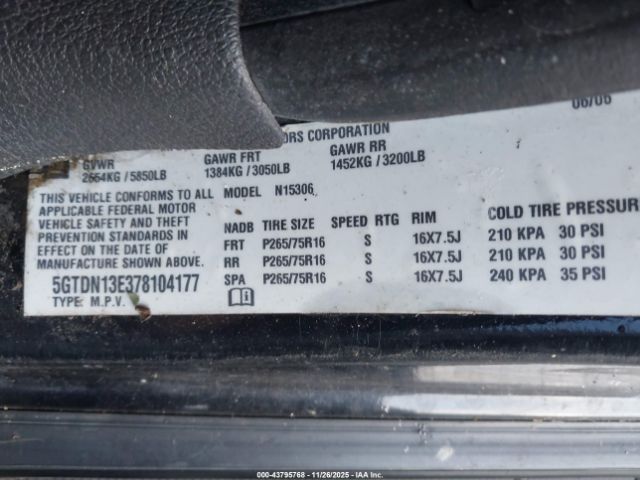 06/06
ORS CORPORATION
GVWR GAWR FRT GAWR RR
2654KG / 5850LB 1384KG / 3050LB 1452KG / 3200LB
THIS VEHICLE CONFORMS TO ALL
APPLICABLE FEDERAL MOTOR
VEHICLE SAFETY AND THEFT
PREVENTION STANDARDS IN
EFFECT ON THE DATE OF
MANUFACTURE SHOWN ABOVE.
5GTDN13E378104177
TYPE: M.P.V.
MODEL N15306
NADB TIRE SIZE SPEED RTG RIM COLD TIRE PRESSUR
FRT P265/75R16 S 16X7.5J 210 KPA 30 PSI
RR P265/75R16 S 16X7.5J 210 KPA 30 PSI
SPA P265/75R16 S 16X7.5J 240 KPA 35 PSI
000-43795768 | 11/26/2025 | IAA Inc.